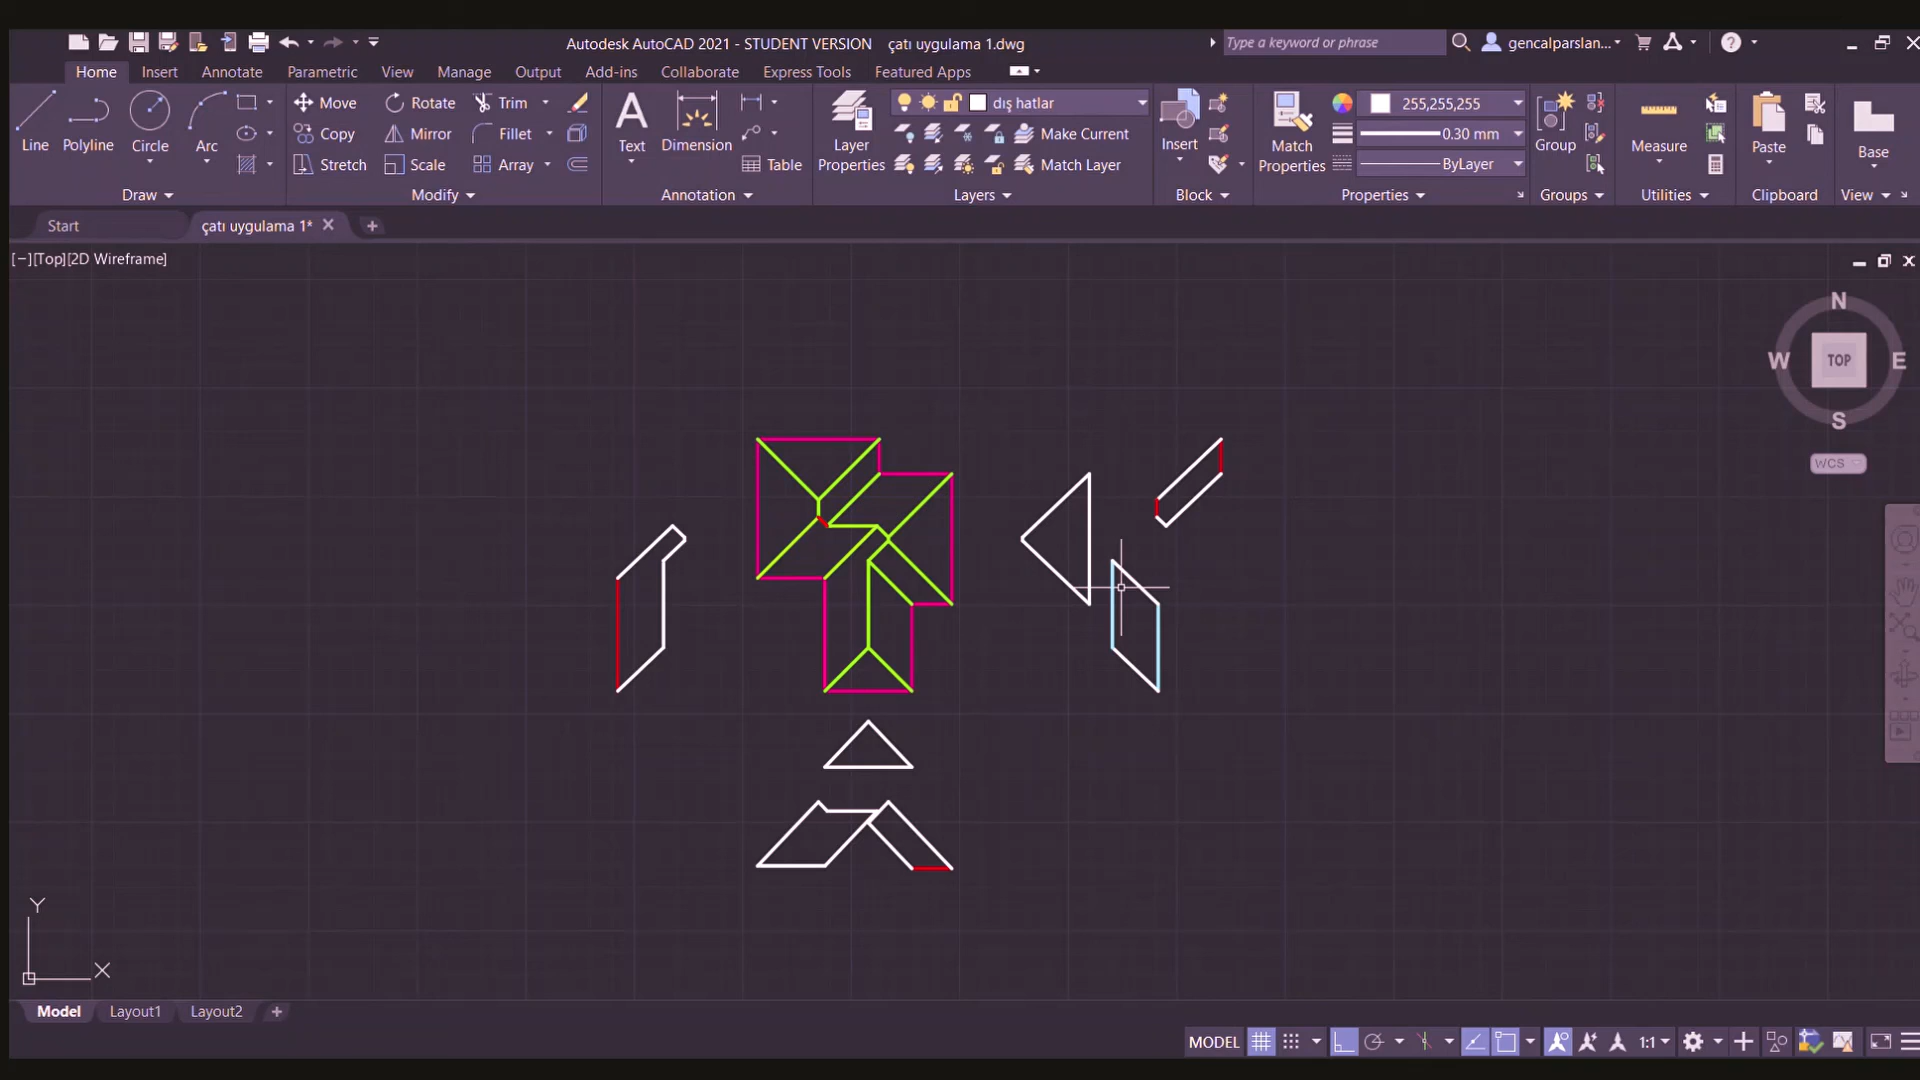 Autodesk AutoCAD 2021 - STUDENT VERSION çatı uygulama 1.dwg
Type a keyword or phrase
gencalparslan...
Home Insert Annotate Parametric View Manage Output Add-ins Collaborate Express Tools Featured Apps
Line
Polyline
Circle
Arc
Move
Rotate
Trim
Copy
Mirror
Fillet
Stretch
Scale
Array
Text
Dimension
Table
Layer
Properties
dış hatlar
Make Current
Match Layer
Insert
Match
Properties
255,255,255
0.30 mm
ByLayer
Group
Measure
Paste
Base
Draw Modify Annotation Layers Block Properties Groups Utilities Clipboard View
Start
çatı uygulama 1*
[−][Top][2D Wireframe]
N
W
TOP
E
S
WCS
Y
X
Model Layout1 Layout2
MODEL
1:1